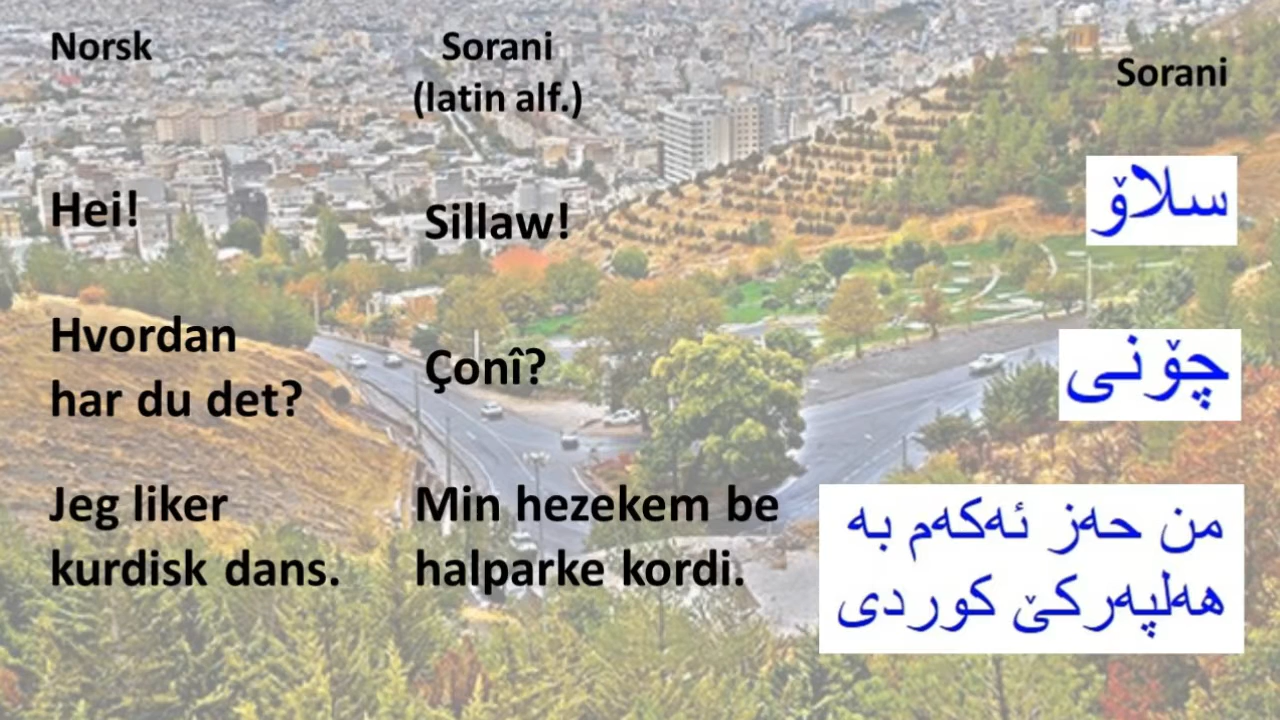 Norsk
Sorani
(latin alf.)
Sorani
Hei!
Sillaw!
سلاۆ
Hvordan
har du det?
Çonî?
چۆنی
Jeg liker
kurdisk dans.
Min hezekem be
halparke kordi.
من حەز ئەکەم بە
هەلپەرکێ کوردی